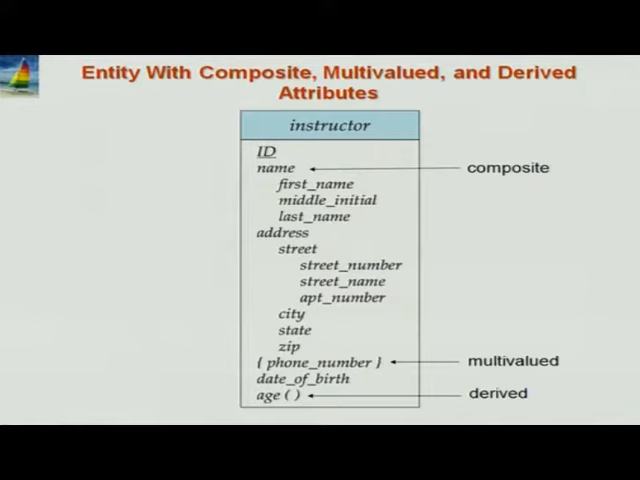 Entity With Composite, Multivalued, and Derived
Attributes
instructor
ID
name
composite
first_name
middle_initial
last_name
address
street
street_number
street_name
apt_number
city
state
zip
{ phone_number }
multivalued
date_of_birth
age ( )
derived